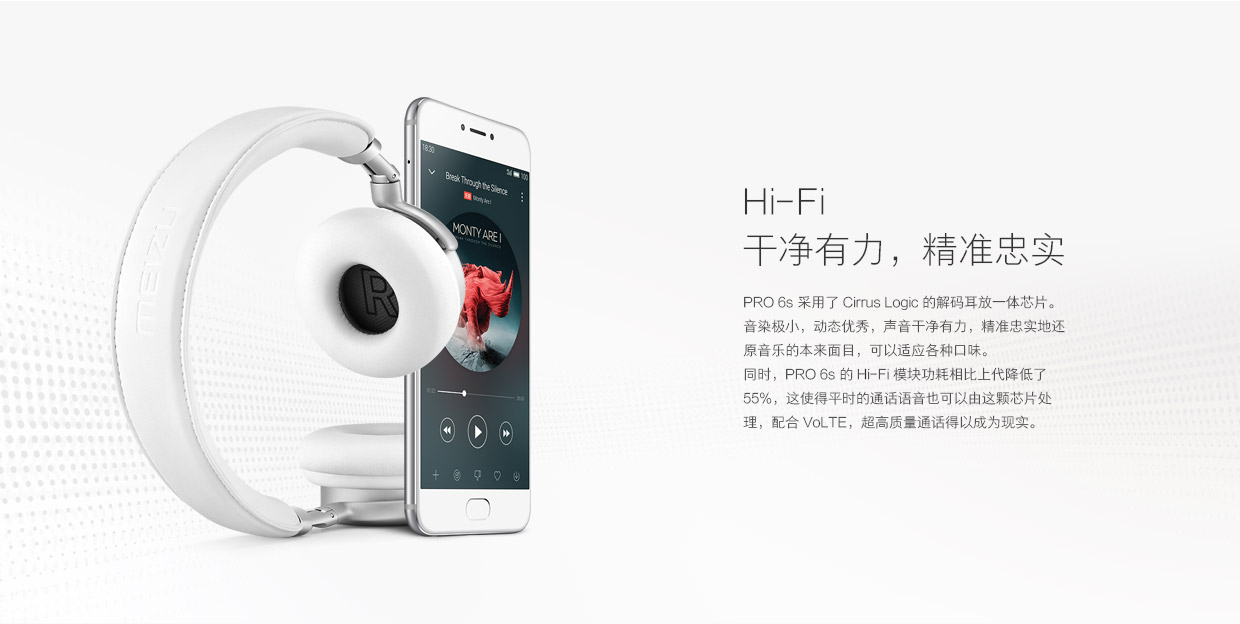 MEIZU
R
18:30
100
Break Through the Silence
Monty Are I
MONTY ARE I
Hi-Fi
干净有力，精准忠实
PRO 6s 采用了 Cirrus Logic 的解码耳放一体芯片。
音染极小，动态优秀，声音干净有力，精准忠实地还
原音乐的本来面目，可以适应各种口味。
同时，PRO 6s 的 Hi-Fi 模块功耗相比上代降低了
55%，这使得平时的通话语音也可以由这颗芯片处
理，配合 VoLTE，超高质量通话得以成为现实。